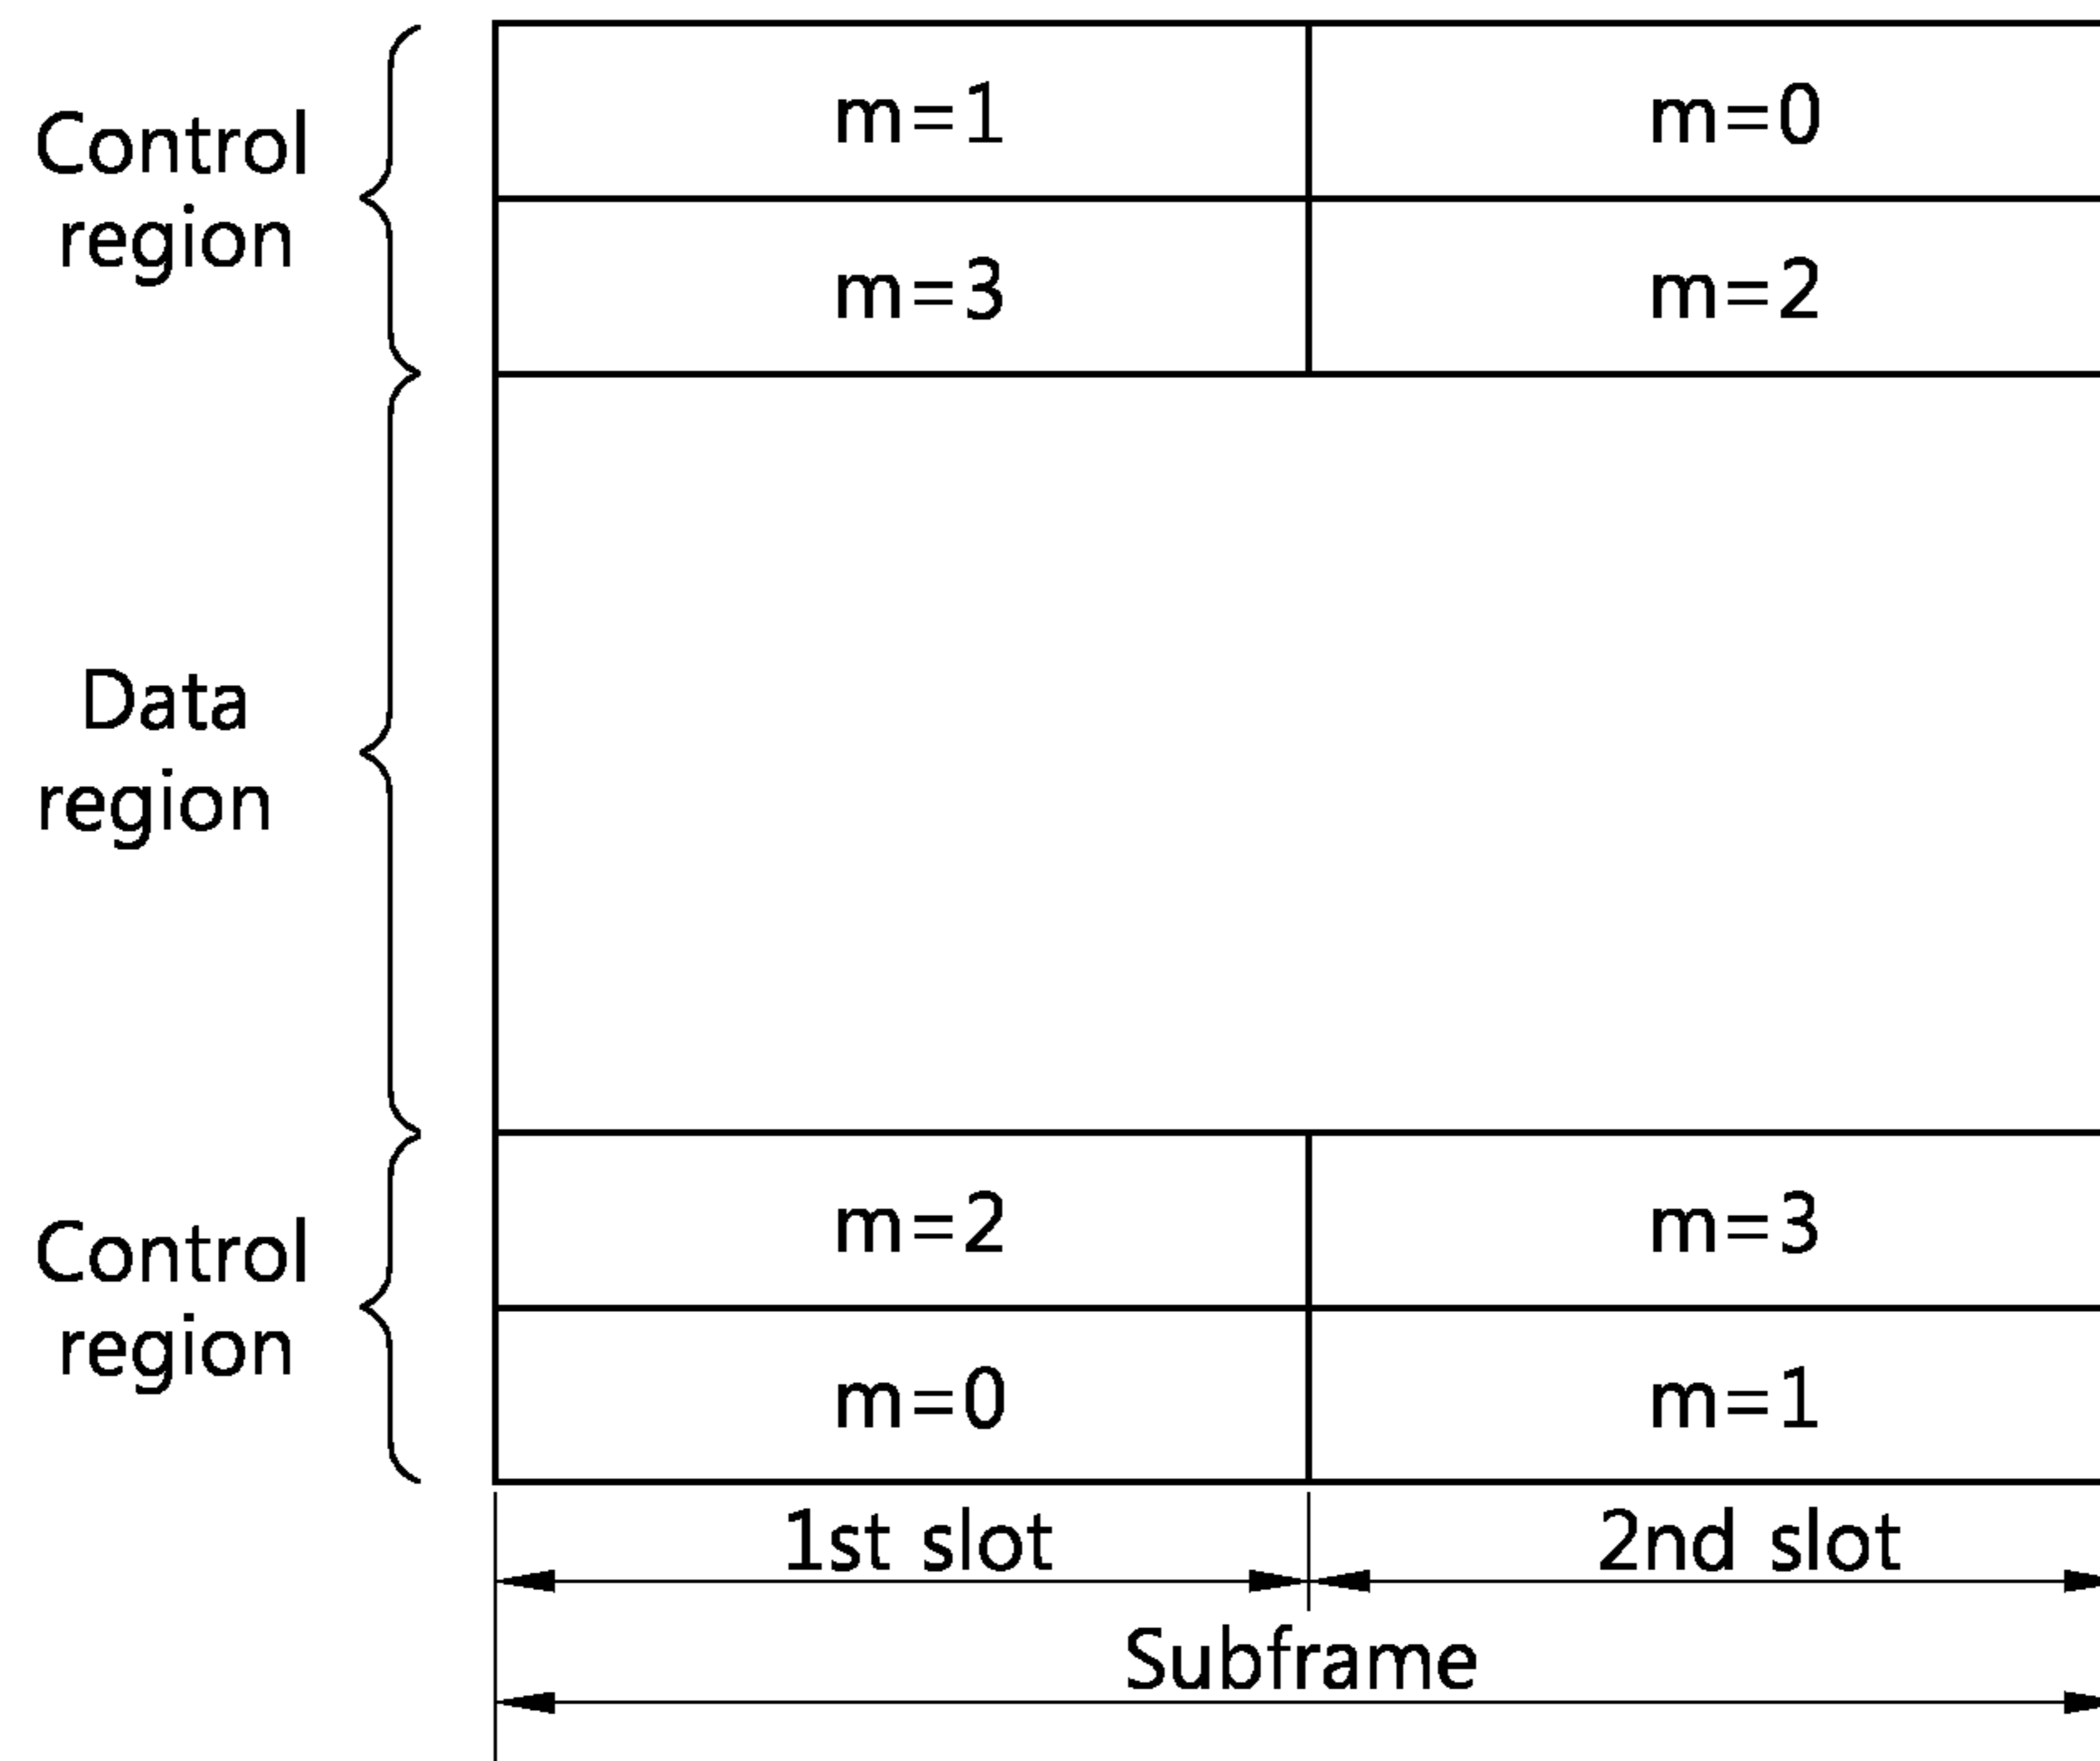 Control
region
m=1
m=0
m=3
m=2
Data
region
Control
region
m=2
m=3
m=0
m=1
1st slot
2nd slot
Subframe